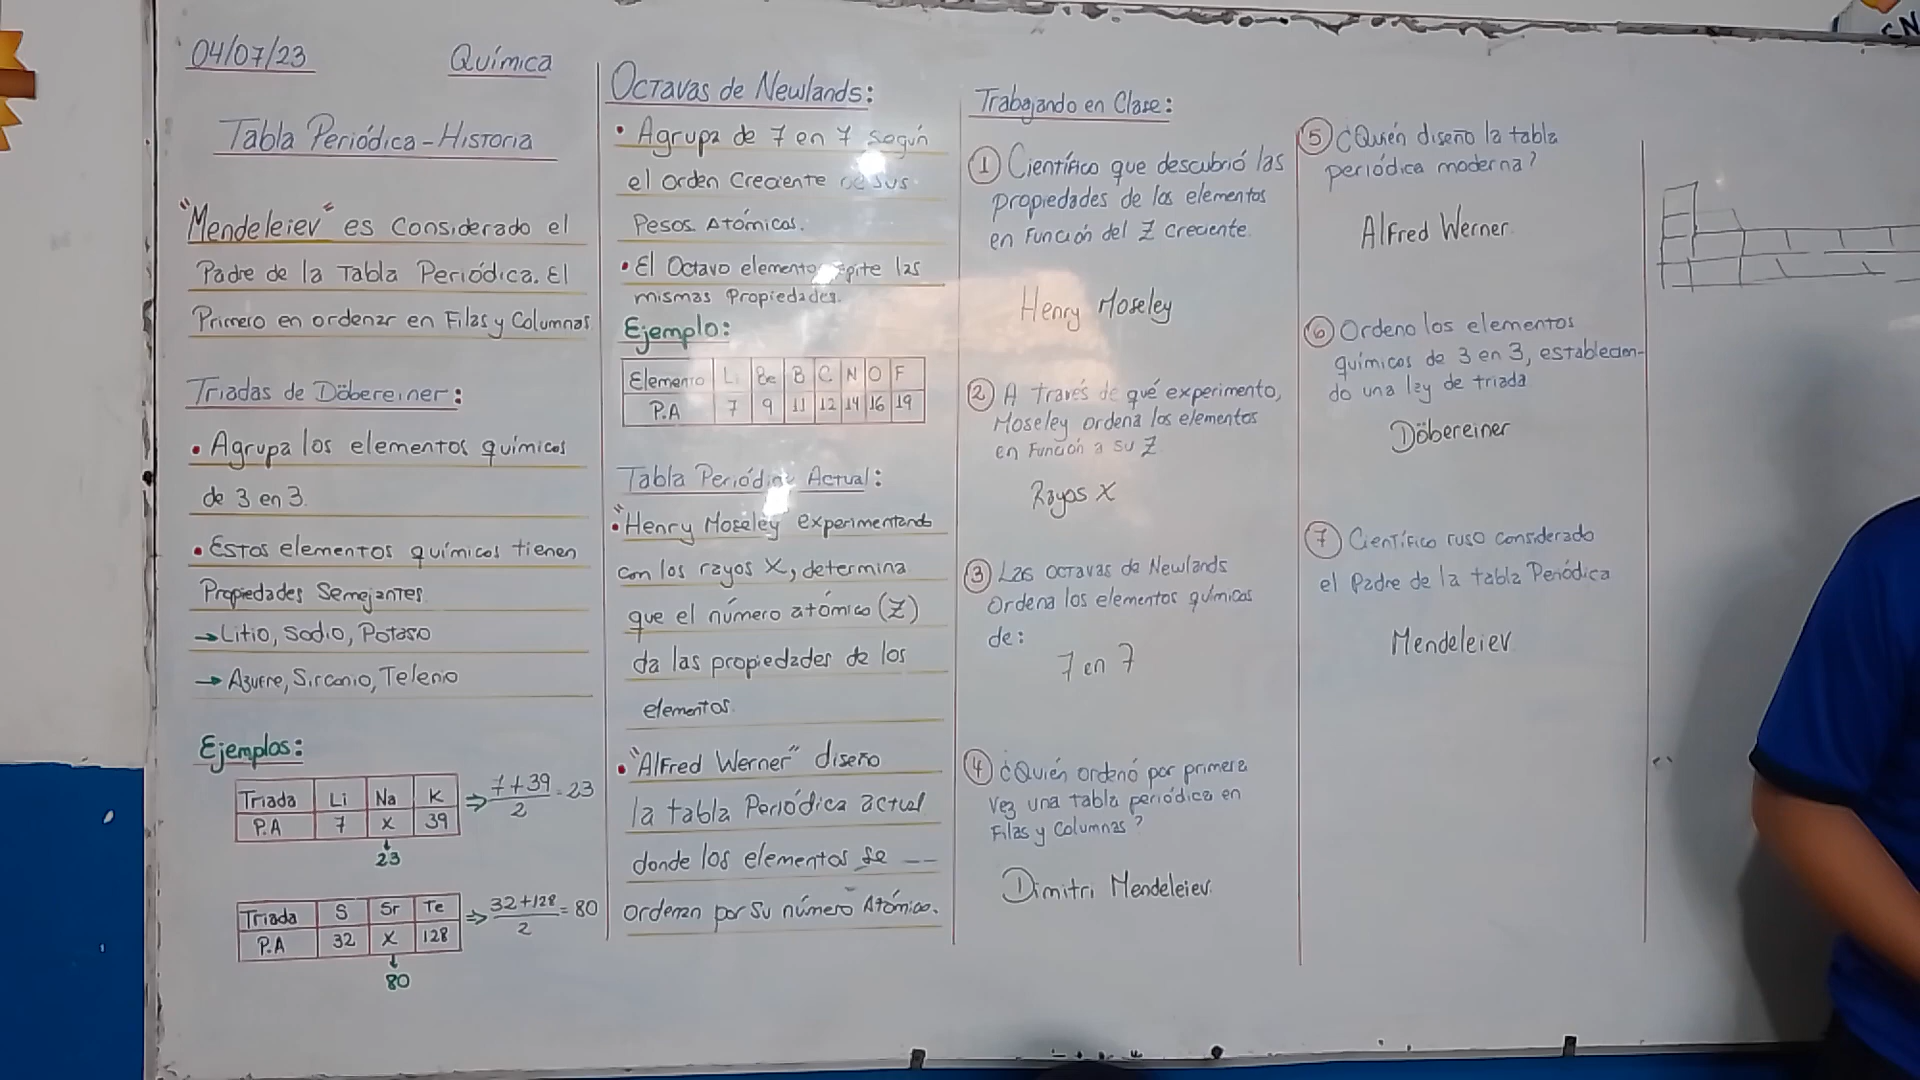 04/07/23 Química
Tabla Periódica - Historia
"Mendeleiev" es Considerado el
Padre de la Tabla Periódica. El
Primero en ordenar en Filas y Columnas
Triadas de Döbereiner:
• Agrupa los elementos químicos
de 3 en 3.
• Estos elementos químicos tienen
Propiedades Semejantes
→ Litio, Sodio, Potasio
→ Azufre, Sirconio, Telenio
Ejemplos:
Triada Li Na K
P.A 7 X 39
⇒ 7+39/2 = 23
↓
23
Triada S Sr Te
P.A 32 X 128
⇒ 32+128/2 = 80
↓
80
Octavas de Newlands:
• Agrupa de 7 en 7 según
el orden Creciente de sus
Pesos Atómicos.
• El Octavo elemento las
mismas Propiedades.
Ejemplo:
Elemento Li Be B C N O F
P.A 7 9 11 12 14 16 19
Tabla Periódica Actual:
• "Henry Moseley" experimentando
con los rayos X, determina
que el número atómico (Z)
da las propiedades de los
elementos.
• "Alfred Werner" diseño
la tabla Periódica actual
donde los elementos se --
ordenan por Su número Atómico.
Trabajando en Clase:
① Científico que descubrió las
propiedades de los elementos
en Función del Z Creciente.
Henry Moseley
② A través de qué experimento,
Moseley ordena los elementos
en Función a su Z
Rayos X
③ Las octavas de Newlands
Ordena los elementos químicos
de:
7 en 7
④ ¿Quién ordenó por primera
vez una tabla periódica en
Filas y Columnas?
Dimitri Mendeleiev.
⑤ ¿Quién diseño la tabla
periódica moderna?
Alfred Werner.
⑥ Ordeno los elementos
químicos de 3 en 3, establecien-
do una ley de triada
Döbereiner
⑦ Científico ruso considerado
el Padre de la tabla Periódica
Mendeleiev.
CN